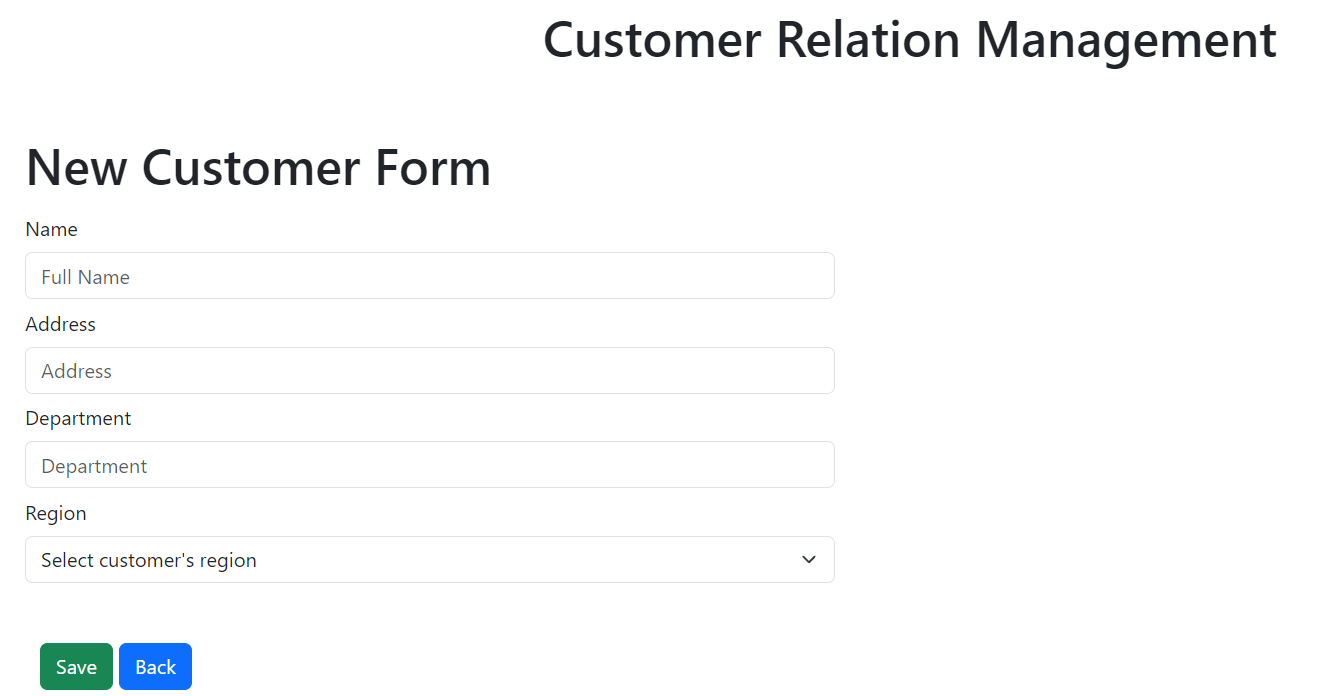 Customer Relation Management
New Customer Form
Name
Full Name
Address
Address
Department
Department
Region
Select customer's region
Save Back